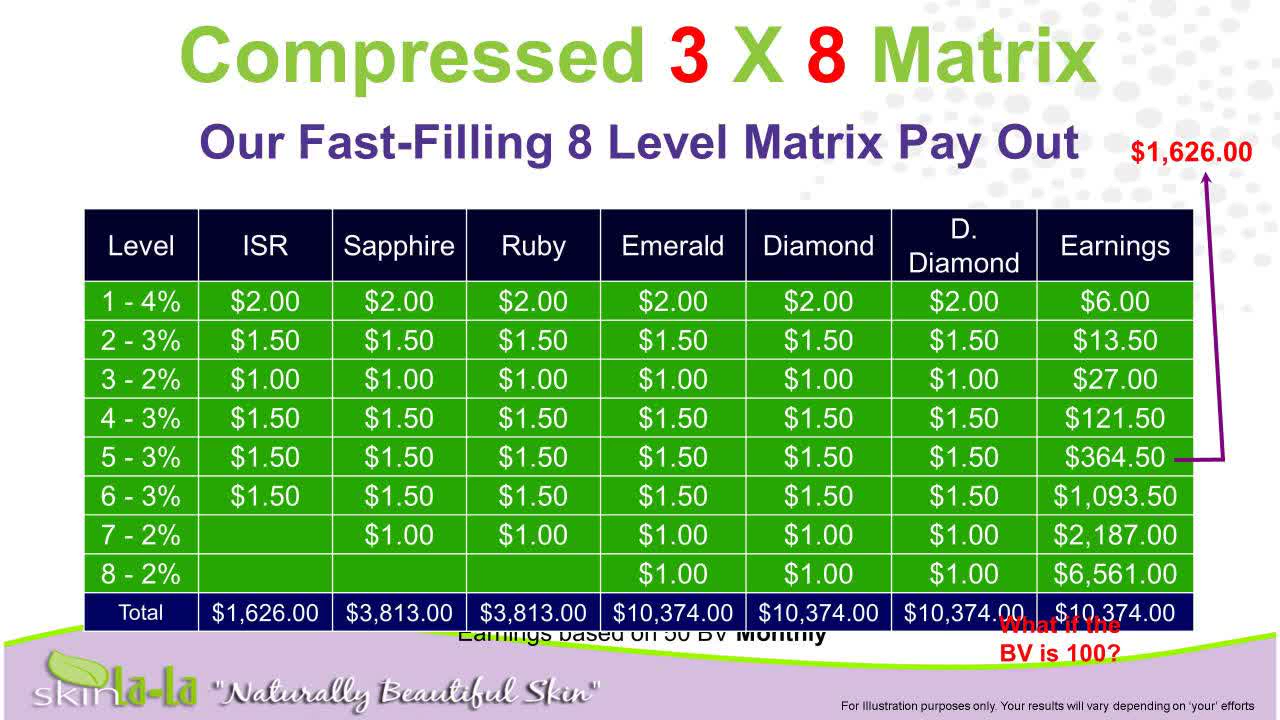 Compressed 3 X 8 Matrix
Our Fast-Filling 8 Level Matrix Pay Out
$1,626.00
Level ISR Sapphire Ruby Emerald Diamond D. Diamond Earnings
1 - 4% $2.00 $2.00 $2.00 $2.00 $2.00 $2.00 $6.00
2 - 3% $1.50 $1.50 $1.50 $1.50 $1.50 $1.50 $13.50
3 - 2% $1.00 $1.00 $1.00 $1.00 $1.00 $1.00 $27.00
4 - 3% $1.50 $1.50 $1.50 $1.50 $1.50 $1.50 $121.50
5 - 3% $1.50 $1.50 $1.50 $1.50 $1.50 $1.50 $364.50
6 - 3% $1.50 $1.50 $1.50 $1.50 $1.50 $1.50 $1,093.50
7 - 2% $1.00 $1.00 $1.00 $1.00 $1.00 $2,187.00
8 - 2% $1.00 $1.00 $1.00 $6,561.00
Total $1,626.00 $3,813.00 $3,813.00 $10,374.00 $10,374.00 $10,374.00 $10,374.00
Earnings based on 50 BV Monthly
What if the
BV is 100?
skin la-la "Naturally Beautiful Skin"
For Illustration purposes only. Your results will vary depending on 'your' efforts